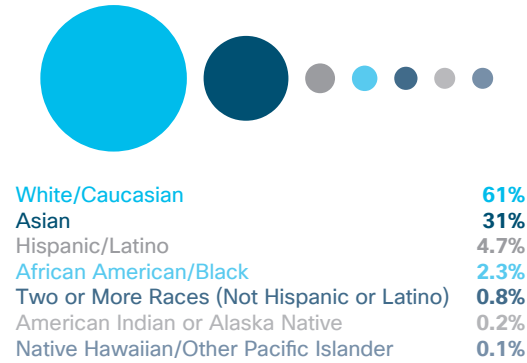 White/Caucasian 61%
Asian 31%
Hispanic/Latino 4.7%
African American/Black 2.3%
Two or More Races (Not Hispanic or Latino) 0.8%
American Indian or Alaska Native 0.2%
Native Hawaiian/Other Pacific Islander 0.1%